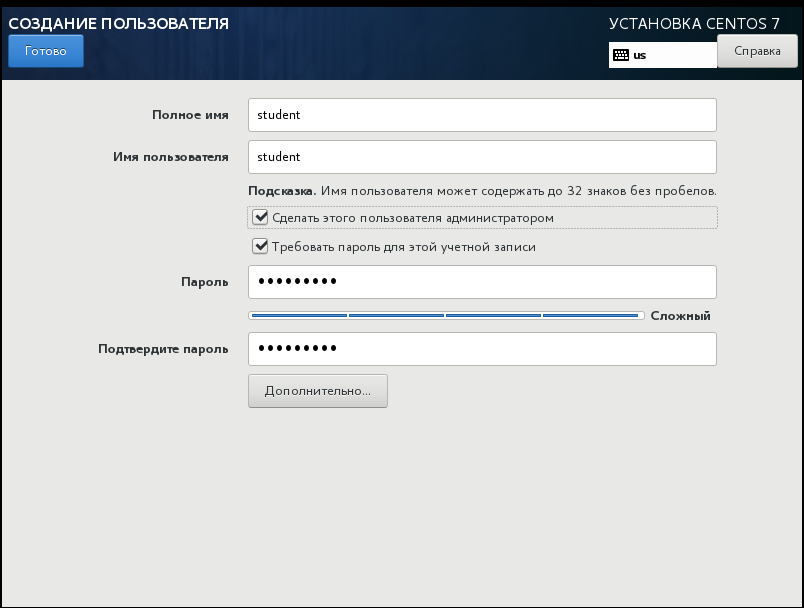 СОЗДАНИЕ ПОЛЬЗОВАТЕЛЯ
УСТАНОВКА CENTOS 7
Готово
us
Справка
Полное имя
student
Имя пользователя
student
Подсказка. Имя пользователя может содержать до 32 знаков без пробелов.
Сделать этого пользователя администратором
Требовать пароль для этой учетной записи
Пароль
•••••••••
Сложный
Подтвердите пароль
•••••••••
Дополнительно...